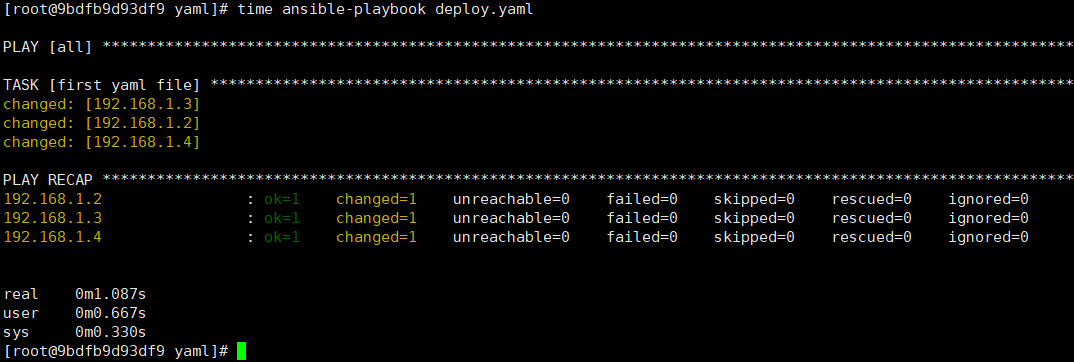 [root@9bdfb9d93df9 yaml]# time ansible-playbook deploy.yaml
PLAY [all] ************************************************************************************************************
TASK [first yaml file] ************************************************************************************************
changed: [192.168.1.3]
changed: [192.168.1.2]
changed: [192.168.1.4]
PLAY RECAP ************************************************************************************************************
192.168.1.2                : ok=1    changed=1    unreachable=0    failed=0    skipped=0    rescued=0    ignored=0
192.168.1.3                : ok=1    changed=1    unreachable=0    failed=0    skipped=0    rescued=0    ignored=0
192.168.1.4                : ok=1    changed=1    unreachable=0    failed=0    skipped=0    rescued=0    ignored=0
real    0m1.087s
user    0m0.667s
sys     0m0.330s
[root@9bdfb9d93df9 yaml]#